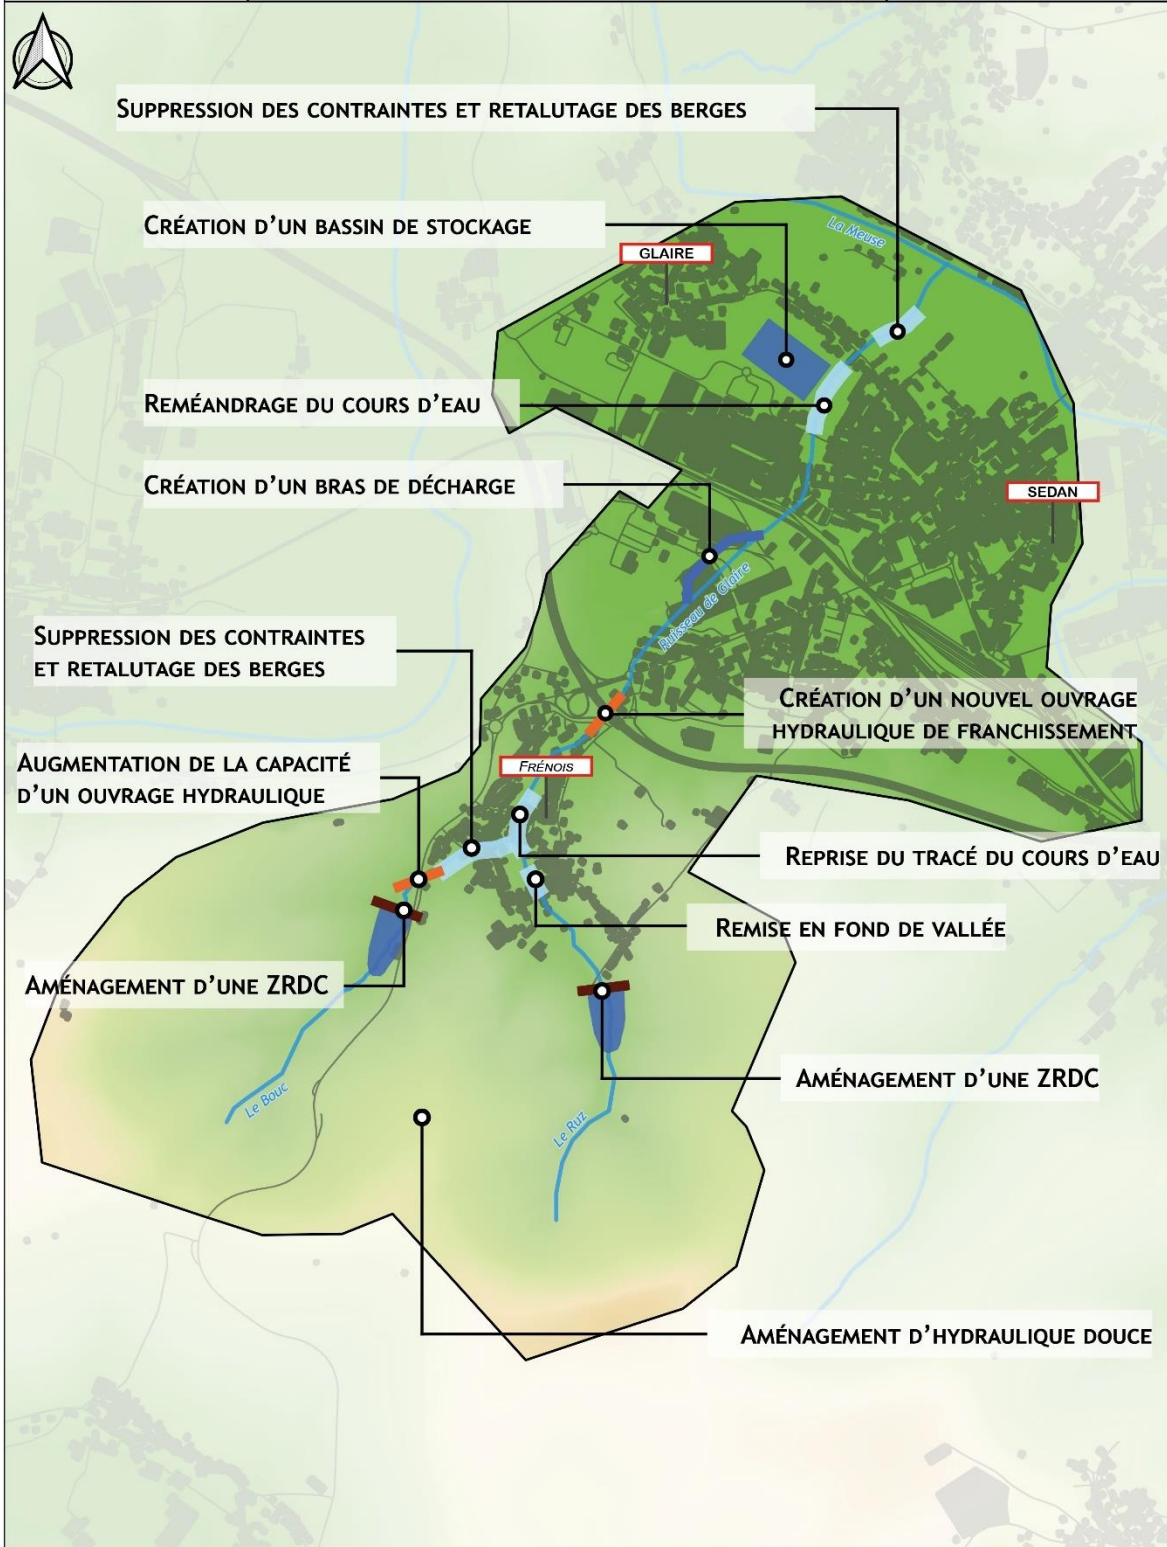 SUPPRESSION DES CONTRAINTES ET RETALUTAGE DES BERGES
CRÉATION D'UN BASSIN DE STOCKAGE
La Meuse
GLAIRE
REMÉANDRAGE DU COURS D'EAU
CRÉATION D'UN BRAS DE DÉCHARGE
SEDAN
Ruisseau de Glaire
SUPPRESSION DES CONTRAINTES
ET RETALUTAGE DES BERGES
CRÉATION D'UN NOUVEL OUVRAGE
HYDRAULIQUE DE FRANCHISSEMENT
AUGMENTATION DE LA CAPACITÉ
D'UN OUVRAGE HYDRAULIQUE
FRÉNOIS
REPRISE DU TRACÉ DU COURS D'EAU
REMISE EN FOND DE VALLÉE
AMÉNAGEMENT D'UNE ZRDC
AMÉNAGEMENT D'UNE ZRDC
Le Bouc
Le Ruz
AMÉNAGEMENT D'HYDRAULIQUE DOUCE